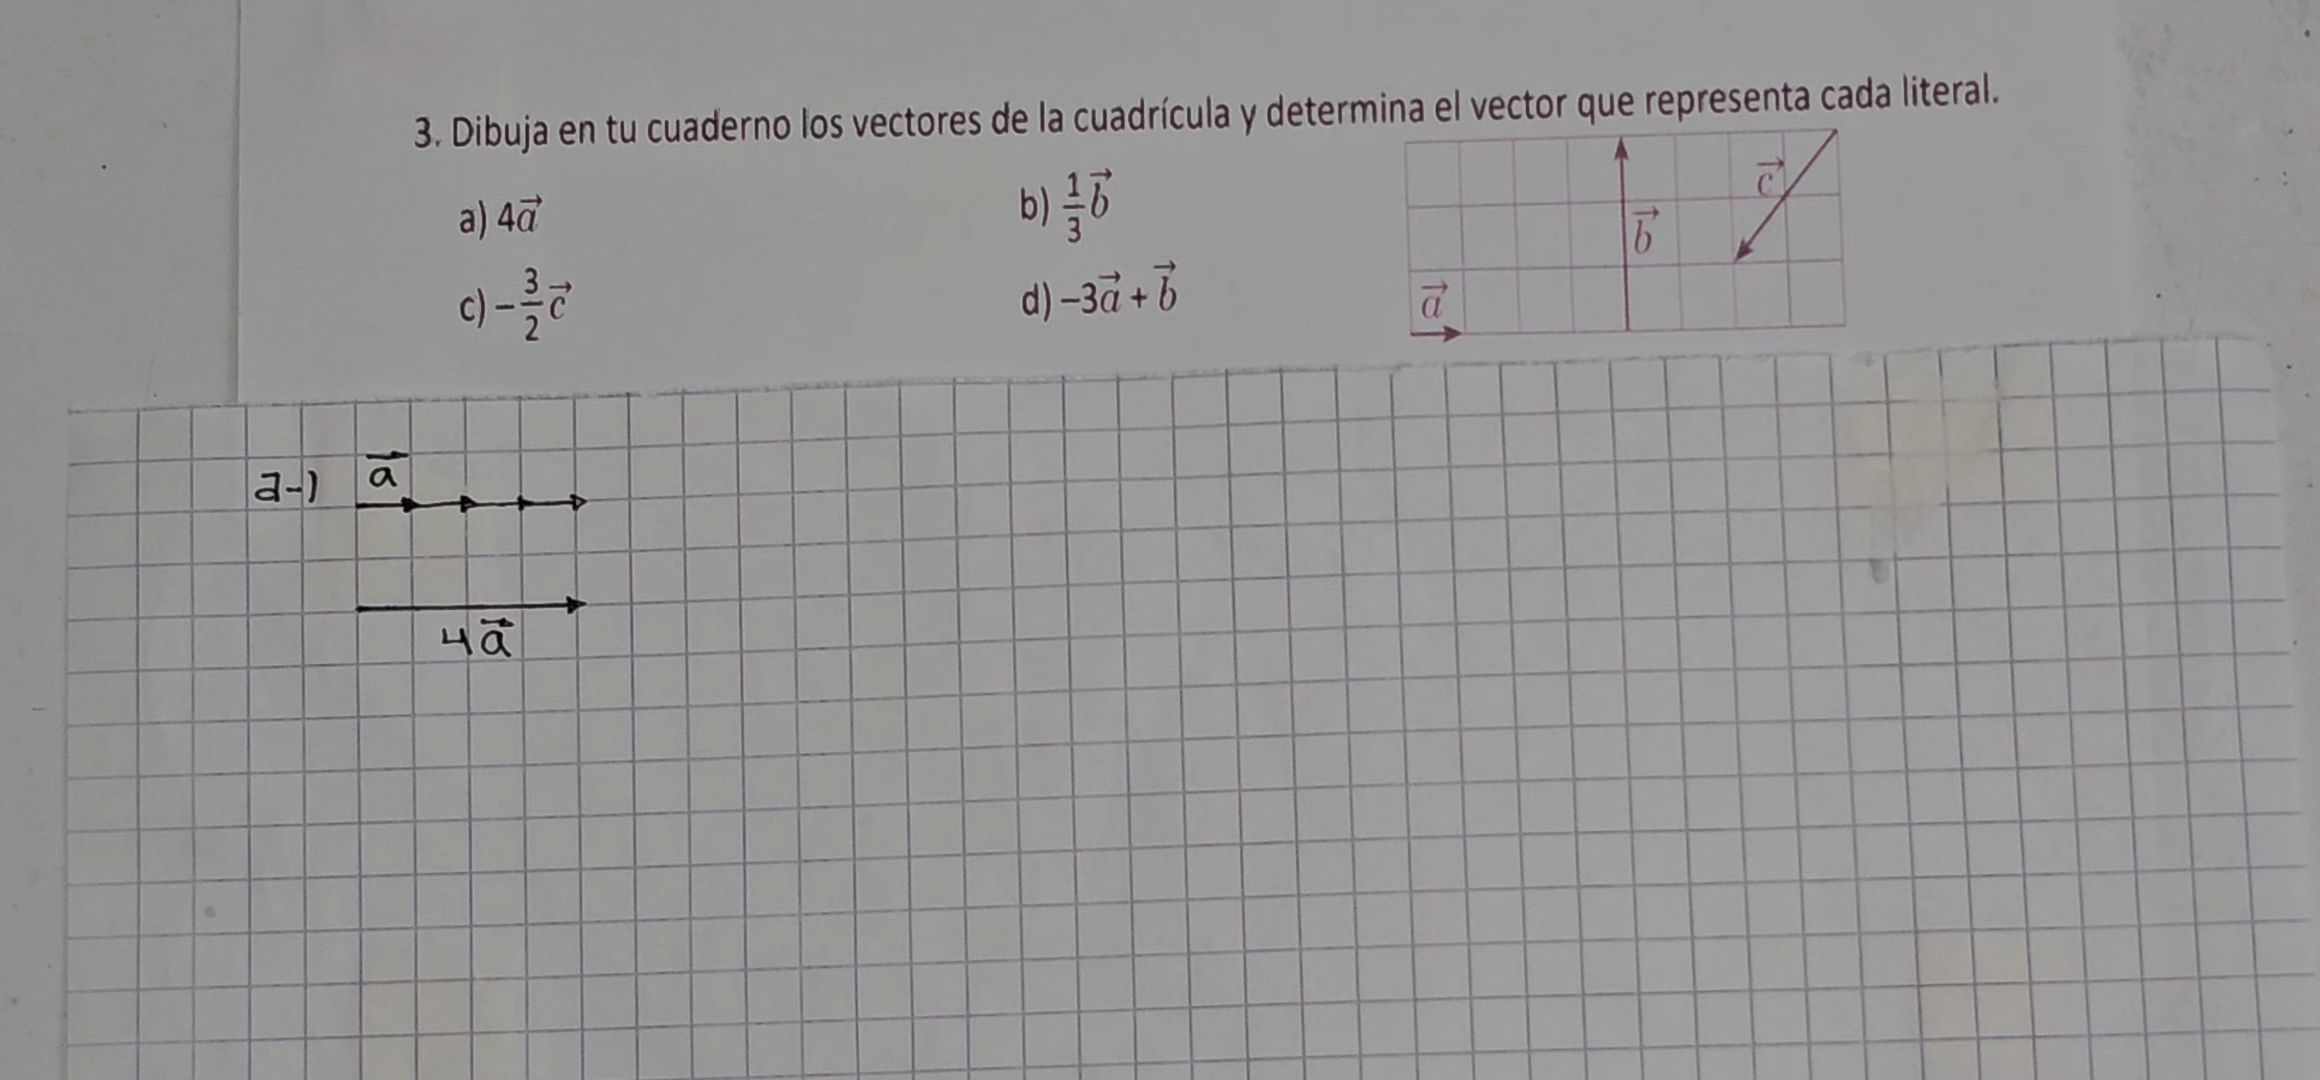 3. Dibuja en tu cuaderno los vectores de la cuadrícula y determina el vector que representa cada literal.
a) 4a⃗ b) 1/3 b⃗
c) –3/2 c⃗ d) –3a⃗ + b⃗
c⃗
b⃗
a⃗
a-) a⃗
4a⃗